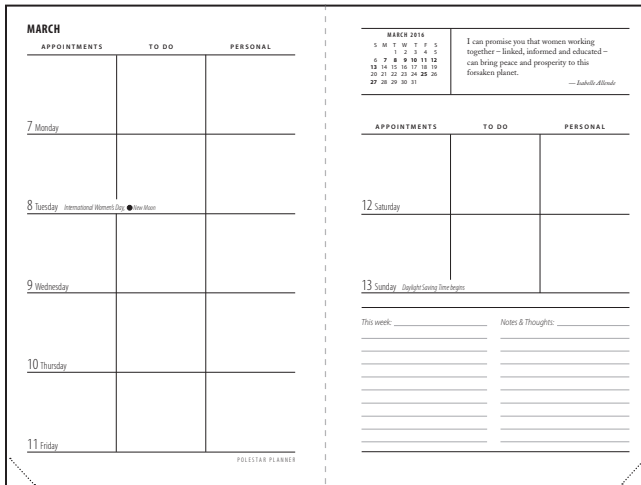 MARCH
APPOINTMENTS TO DO PERSONAL
7 Monday
8 Tuesday International Women's Day, New Moon
9 Wednesday
10 Thursday
11 Friday
POLESTAR PLANNER
MARCH 2016
S M T W T F S
1 2 3 4 5
6 7 8 9 10 11 12
13 14 15 16 17 18 19
20 21 22 23 24 25 26
27 28 29 30 31
I can promise you that women working
together – linked, informed and educated –
can bring peace and prosperity to this
forsaken planet.
— Isabelle Allende
APPOINTMENTS TO DO PERSONAL
12 Saturday
13 Sunday Daylight Saving Time begins
This week: Notes & Thoughts: